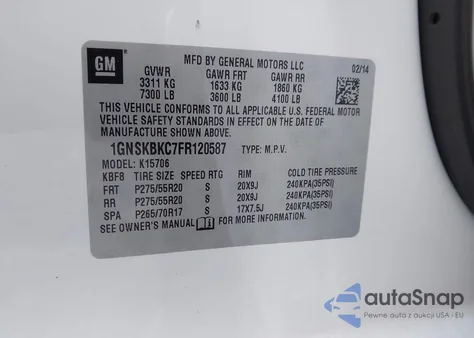 GM
MFD BY GENERAL MOTORS LLC
02/14
GVWR GAWR FRT GAWR RR
3311 KG 1633 KG 1860 KG
7300 LB 3600 LB 4100 LB
THIS VEHICLE CONFORMS TO ALL APPLICABLE U.S. FEDERAL MOTOR
VEHICLE SAFETY STANDARDS IN EFFECT ON THE DATE OF
MANUFACTURE SHOWN ABOVE.
1GNSKBKC7FR120587 TYPE: M.P.V.
MODEL: K15706
KBF8 TIRE SIZE SPEED RTG RIM COLD TIRE PRESSURE
FRT P275/55R20 S 20X9J 240KPA(35PSI)
RR P275/55R20 S 20X9J 240KPA(35PSI)
SPA P265/70R17 S 17X7.5J 240KPA(35PSI)
SEE OWNER'S MANUAL FOR MORE INFORMATION.
autoSnap
Pewne auta z USA - EU